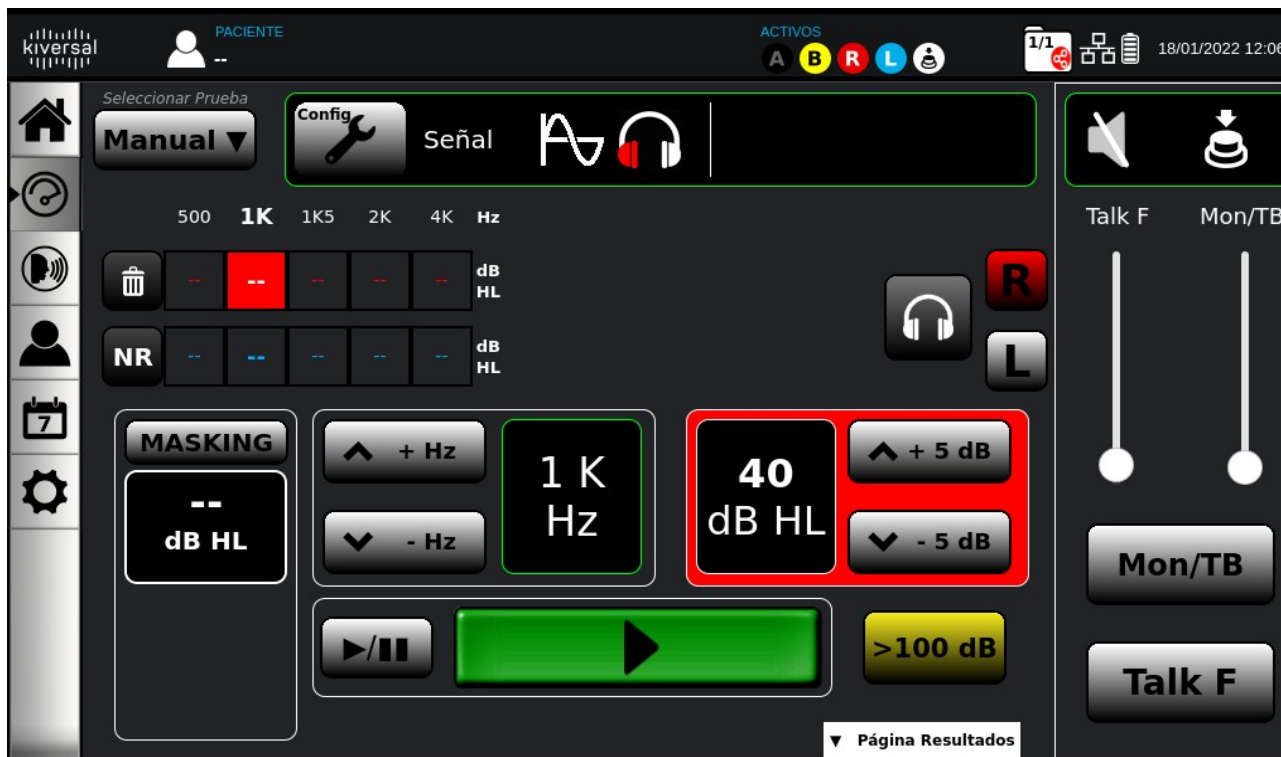 kiversal
PACIENTE
--
ACTIVOS
A B R L
1/1
18/01/2022 12:06
Seleccionar Prueba
Manual ▼
Config
Señal
Talk F Mon/TB
500 1K 1K5 2K 4K Hz
-- -- -- -- -- dB HL
R
NR -- -- -- -- -- dB HL
L
7
MASKING
--
dB HL
+ Hz
- Hz
1 K
Hz
40
dB HL
+ 5 dB
- 5 dB
Mon/TB
>100 dB
Talk F
▼ Página Resultados